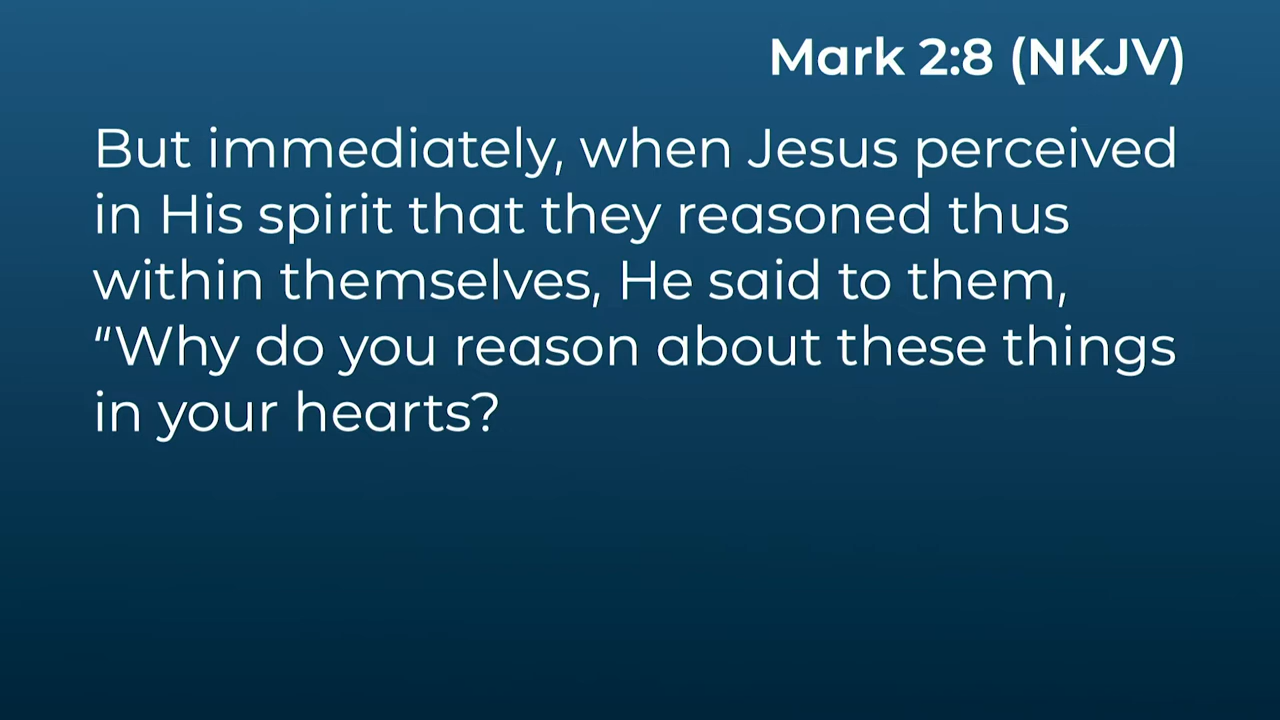 Mark 2:8 (NKJV)
But immediately, when Jesus perceived
in His spirit that they reasoned thus
within themselves, He said to them,
“Why do you reason about these things
in your hearts?